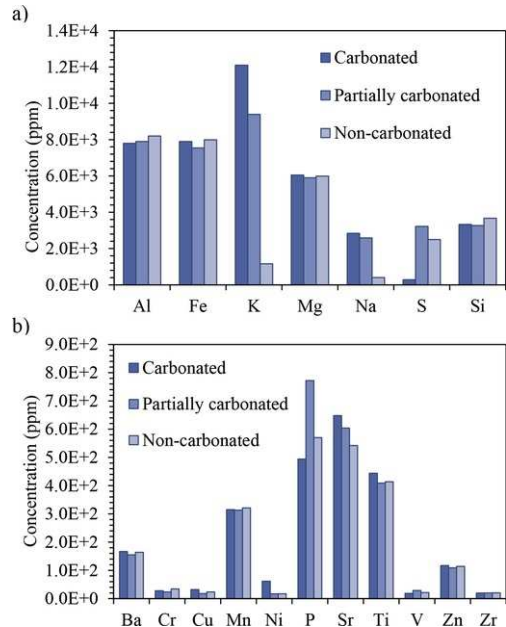 a)
1.4E+4
1.2E+4
1.0E+4
8.0E+3
6.0E+3
4.0E+3
2.0E+3
0.0E+0
Concentration (ppm)
Carbonated
Partially carbonated
Non-carbonated
Al Fe K Mg Na S Si
b)
9.0E+2
8.0E+2
7.0E+2
6.0E+2
5.0E+2
4.0E+2
3.0E+2
2.0E+2
1.0E+2
0.0E+0
Concentration (ppm)
Carbonated
Partially carbonated
Non-carbonated
Ba Cr Cu Mn Ni P Sr Ti V Zn Zr